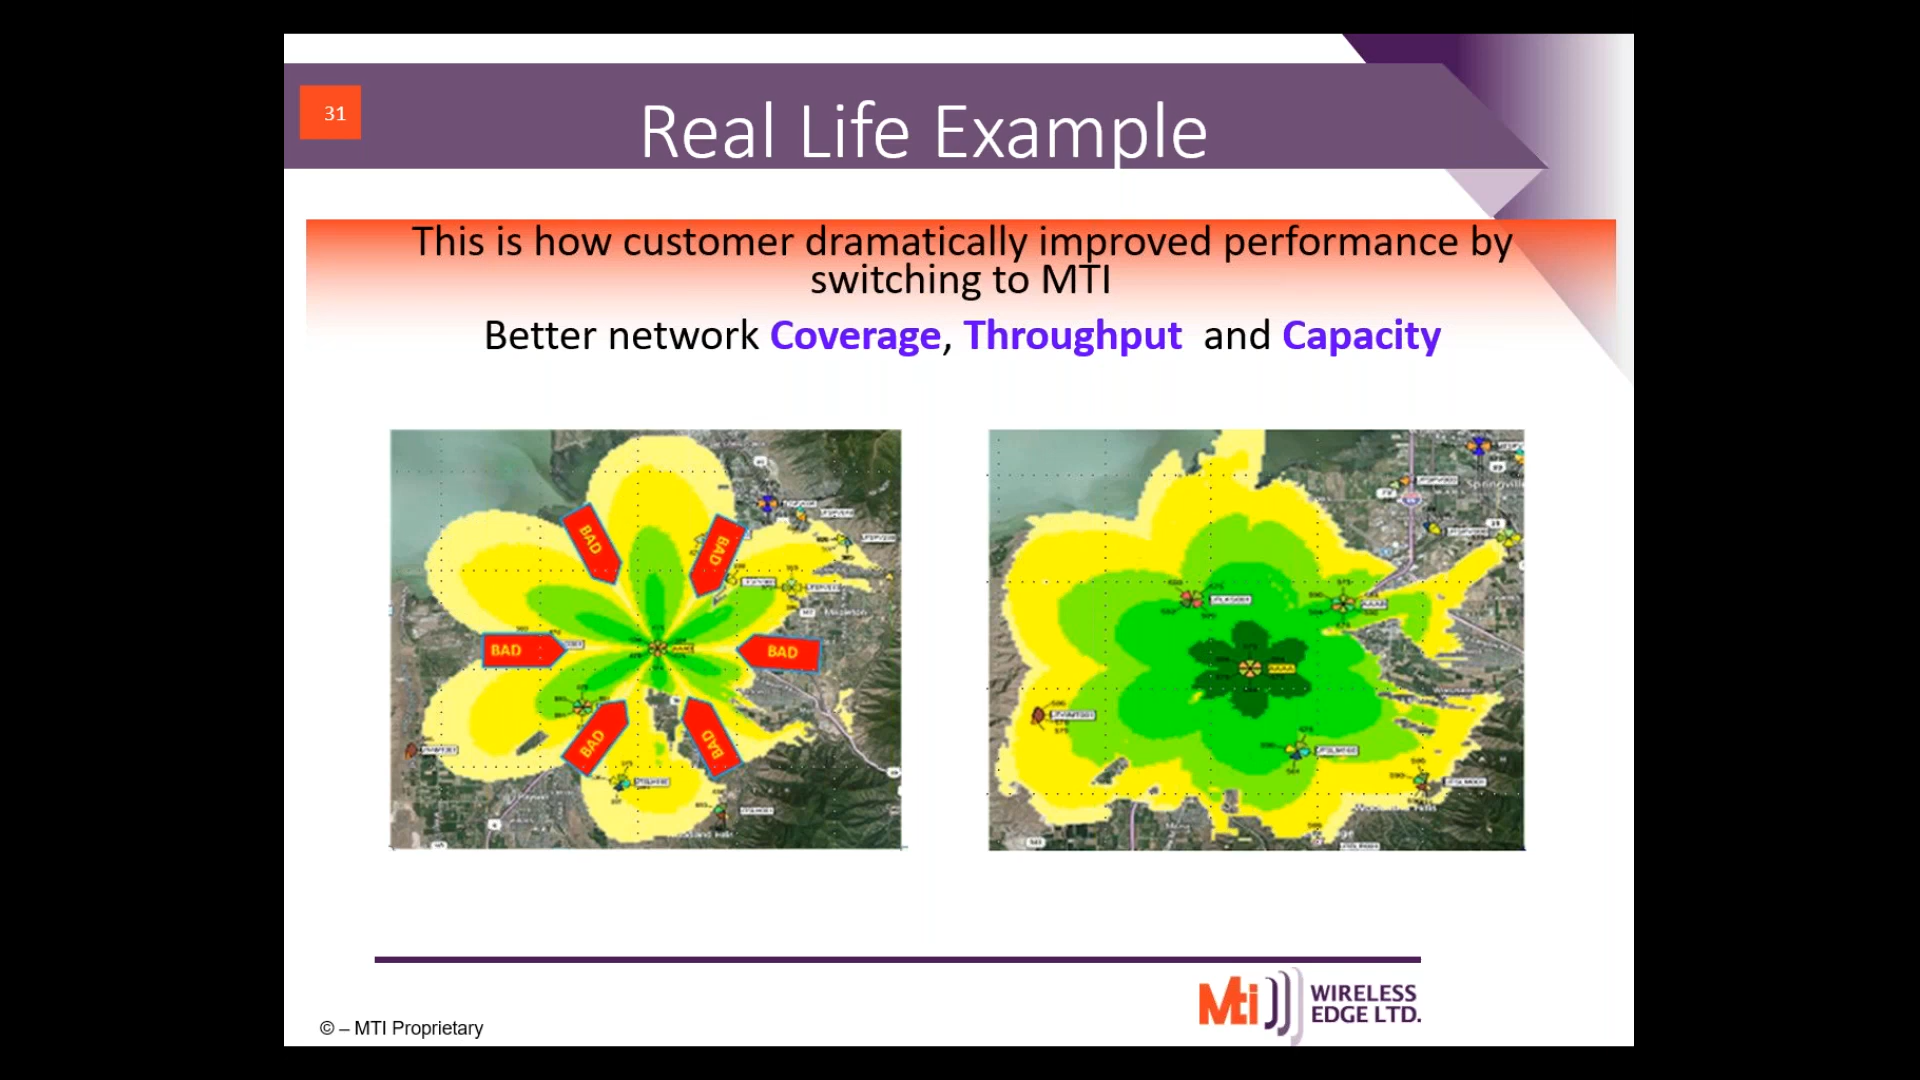 31
Real Life Example
This is how customer dramatically improved performance by
switching to MTI
Better network Coverage, Throughput and Capacity
BAD
BAD
BAD
BAD
BAD
BAD
Springvill
Mti WIRELESS
EDGE LTD.
© – MTI Proprietary